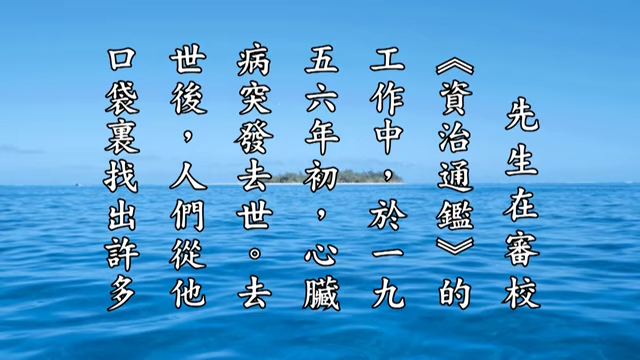 先生在審校
《資治通鑑》的
工作中，於一九
五六年初，心臟
病突發去世。去
世後，人們從他
口袋裏找出許多